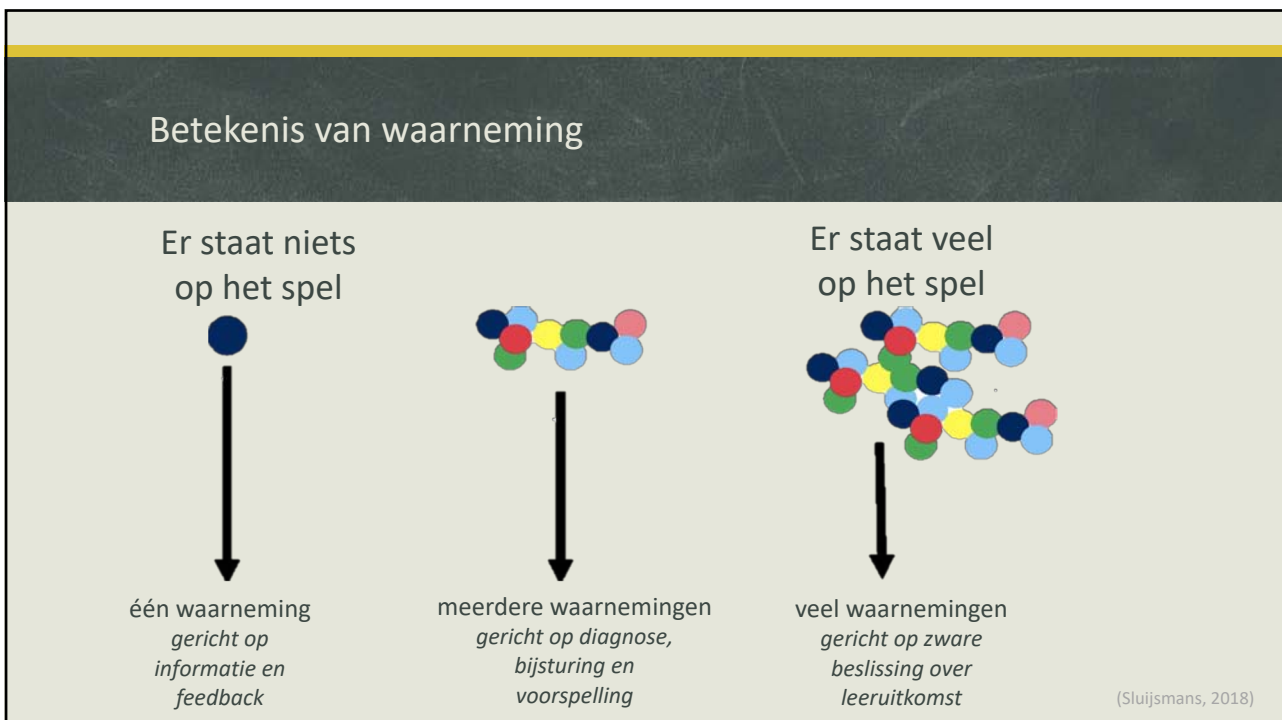 Betekenis van waarneming
Er staat niets
op het spel
Er staat veel
op het spel
één waarneming
gericht op
informatie en
feedback
meerdere waarnemingen
gericht op diagnose,
bijsturing en
voorspelling
veel waarnemingen
gericht op zware
beslissing over
leeruitkomst
(Sluijsmans, 2018)